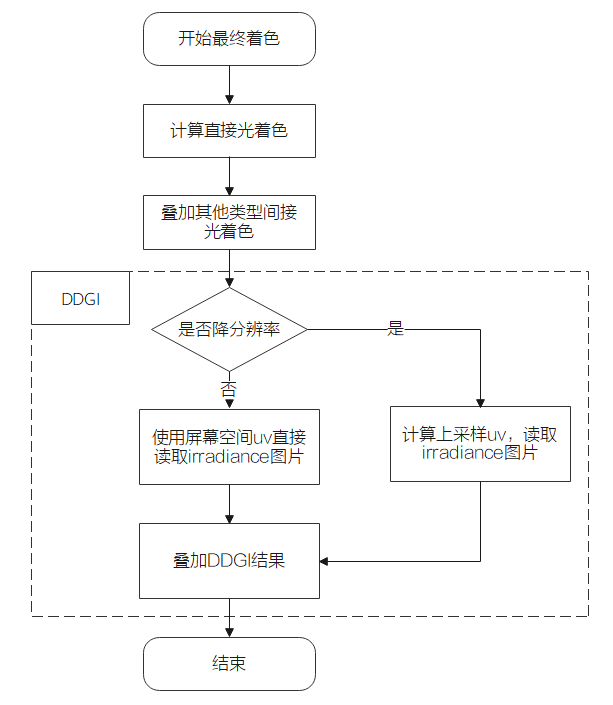 开始最终着色
计算直接光着色
叠加其他类型间接
光着色
DDGI
是否降分辨率
是
否
使用屏幕空间uv直接
读取irradiance图片
计算上采样uv，读取
irradiance图片
叠加DDGI结果
结束